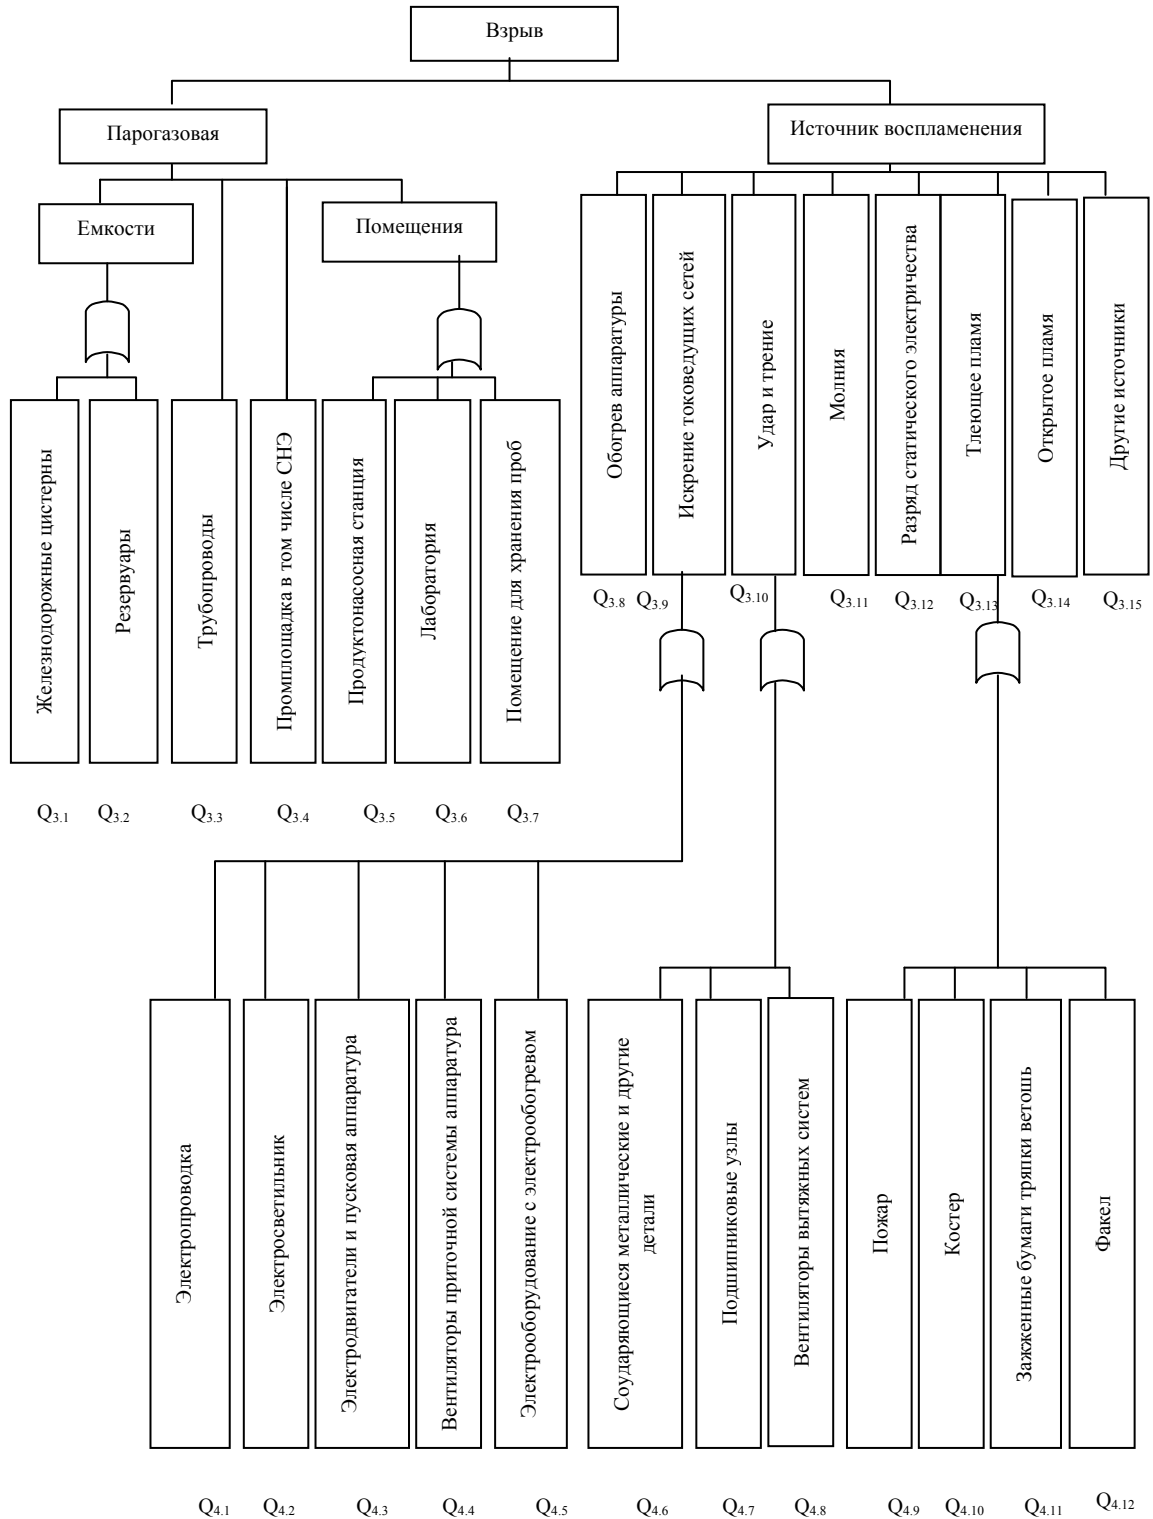 Взрыв
Парогазовая
Источник воспламенения
Емкости
Помещения
Обогрев аппаратуры
Искрение токоведущих сетей
Удар и трение
Молния
Разряд статического электричества
Тлеющее пламя
Открытое пламя
Другие источники
Q3.8
Q3.9
Q3.10
Q3.11
Q3.12
Q3.13
Q3.14
Q3.15
Железнодорожные цистерны
Резервуары
Трубопроводы
Промплощадка в том числе СНЭ
Продуктонасосная станция
Лаборатория
Помещение для хранения проб
Q3.1
Q3.2
Q3.3
Q3.4
Q3.5
Q3.6
Q3.7
Электропроводка
Электросветильник
Электродвигатели и пусковая аппаратура
Вентиляторы приточной системы аппаратура
Электрооборудование с электрообогревом
Соударяющиеся металлические и другие
детали
Подшипниковые узлы
Вентиляторы вытяжных систем
Пожар
Костер
Зажженные бумаги тряпки ветошь
Факел
Q4.1
Q4.2
Q4.3
Q4.4
Q4.5
Q4.6
Q4.7
Q4.8
Q4.9
Q4.10
Q4.11
Q4.12